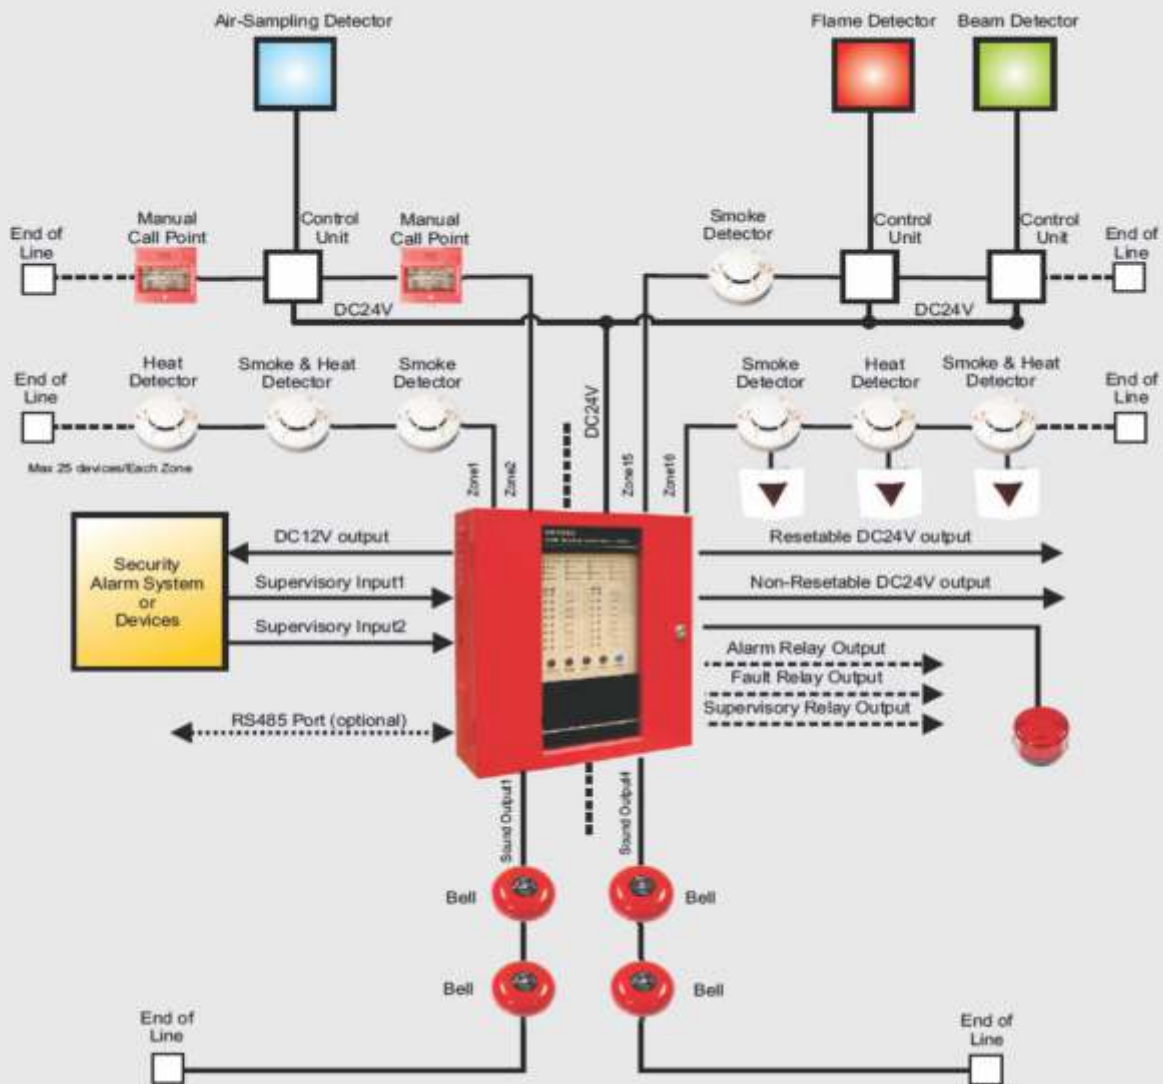 Air-Sampling Detector
Flame Detector
Beam Detector
End of
Line
Manual
Call Point
Control
Unit
Manual
Call Point
Smoke
Detector
Control
Unit
Control
Unit
End of
Line
DC24V
DC24V
End of
Line
Heat
Detector
Smoke & Heat
Detector
Smoke
Detector
DC24V
Smoke
Detector
Heat
Detector
Smoke & Heat
Detector
End of
Line
Max 25 devices/Each Zone
Zone1
Zone2
Zone15
Zone16
Security
Alarm System
or
Devices
DC12V output
Supervisory Input1
Supervisory Input2
RS485 Port (optional)
Resetable DC24V output
Non-Resetable DC24V output
Alarm Relay Output
Fault Relay Output
Supervisory Relay Output
Sound Output1
Sound Output4
Bell
Bell
Bell
Bell
End of
Line
End of
Line